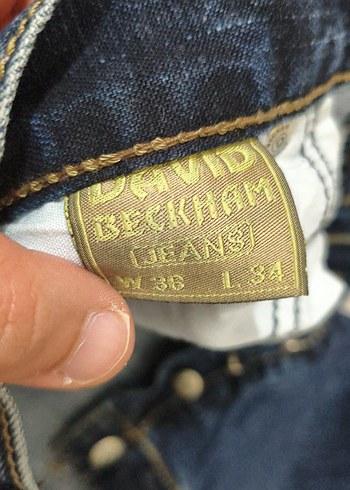 DAVID
BECKHAM
[JEANS]
W 36 L 34